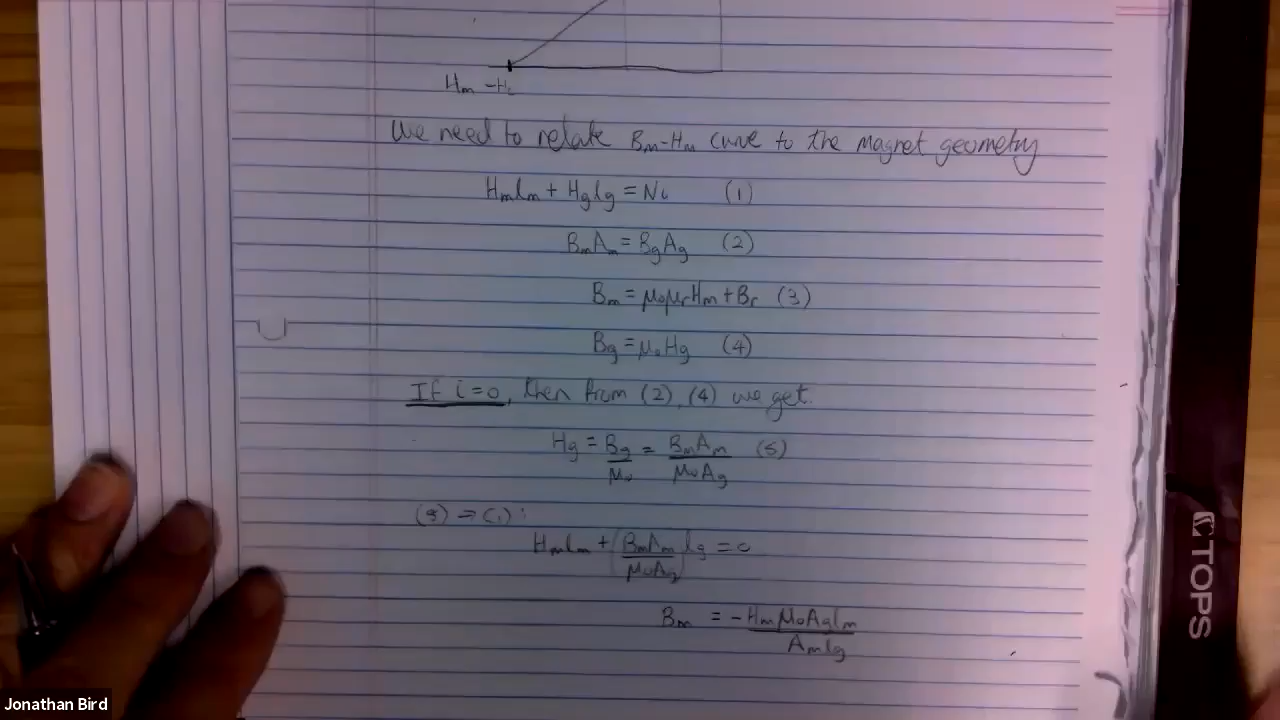 Hm -Hc
We need to relate Bm-Hm curve to the magnet geometry
Hmlm + Hglg = Ni (1)
BmAm = BgAg (2)
Bm = μ0μrHm + Br (3)
Bg = μ0Hg (4)
If i=0, then from (2), (4) we get.
Hg = Bg/μ0 = BmAm/μ0Ag (5)
(5) → (1):
Hmlm + (BmAm/μ0Ag) lg = 0
Bm = -Hmμ0Aglm/Amlg
TOPS
Jonathan Bird